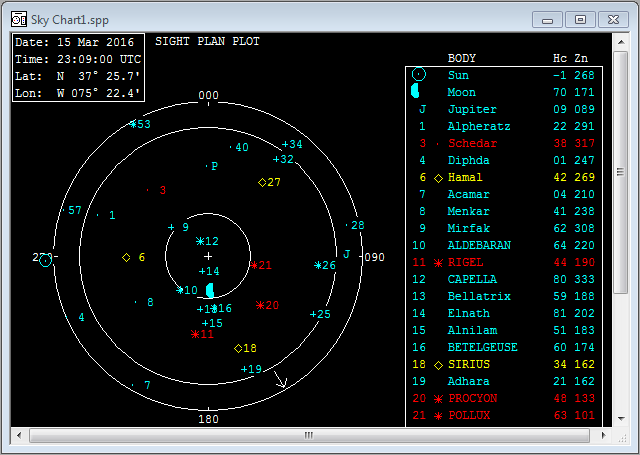 Sky Chart1.spp
Date: 15 Mar 2016
Time: 23:09:00 UTC
Lat: N 37° 25.7'
Lon: W 075° 22.4'
SIGHT PLAN PLOT
000
53
40
+34
+32
P
3
27
57
1
28
9
12
270
6
+14
21
J
26
090
10
8
16
20
+25
4
+15
11
18
+19
7
180
BODY Hc Zn
Sun -1 268
Moon 70 171
J Jupiter 09 089
1 Alpheratz 22 291
3 Schedar 38 317
4 Diphda 01 247
6 Hamal 42 269
7 Acamar 04 210
8 Menkar 41 238
9 Mirfak 62 308
10 ALDEBARAN 64 220
11 RIGEL 44 190
12 CAPELLA 80 333
13 Bellatrix 59 188
14 Elnath 81 202
15 Alnilam 51 183
16 BETELGEUSE 60 174
18 SIRIUS 34 162
19 Adhara 21 162
20 PROCYON 48 133
21 POLLUX 63 101